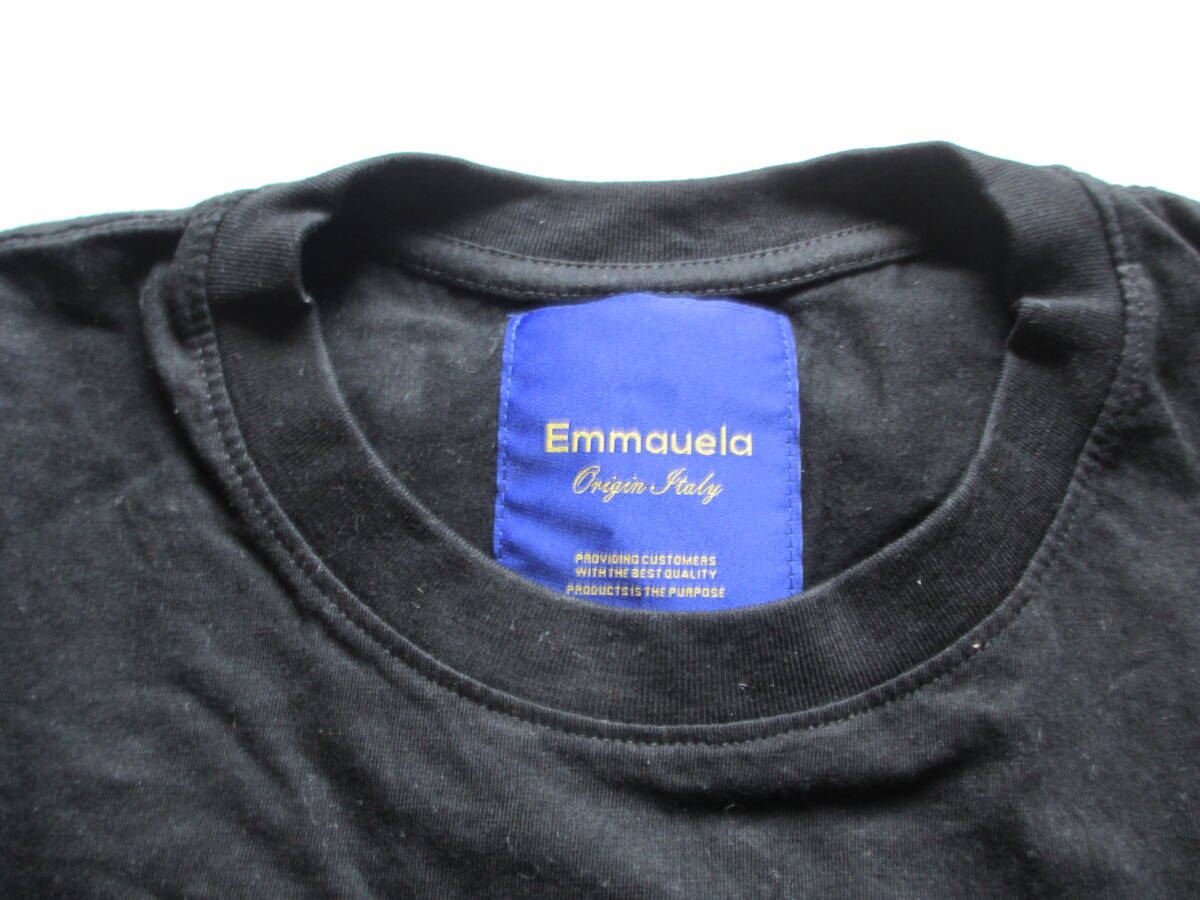 Emmauela
Origin Italy
PROVIDING CUSTOMERS
WITH THE BEST QUALITY
PRODUCTS IS THE PURPOSE